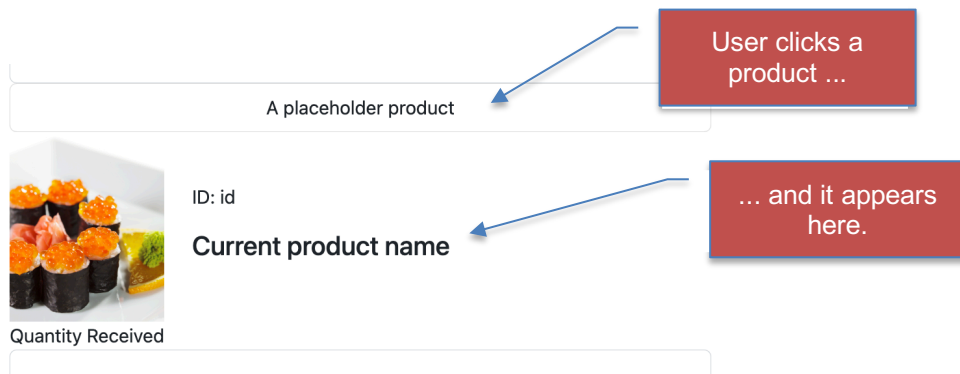 User clicks a
product ...
A placeholder product
... and it appears
here.
ID: id
Current product name
Quantity Received